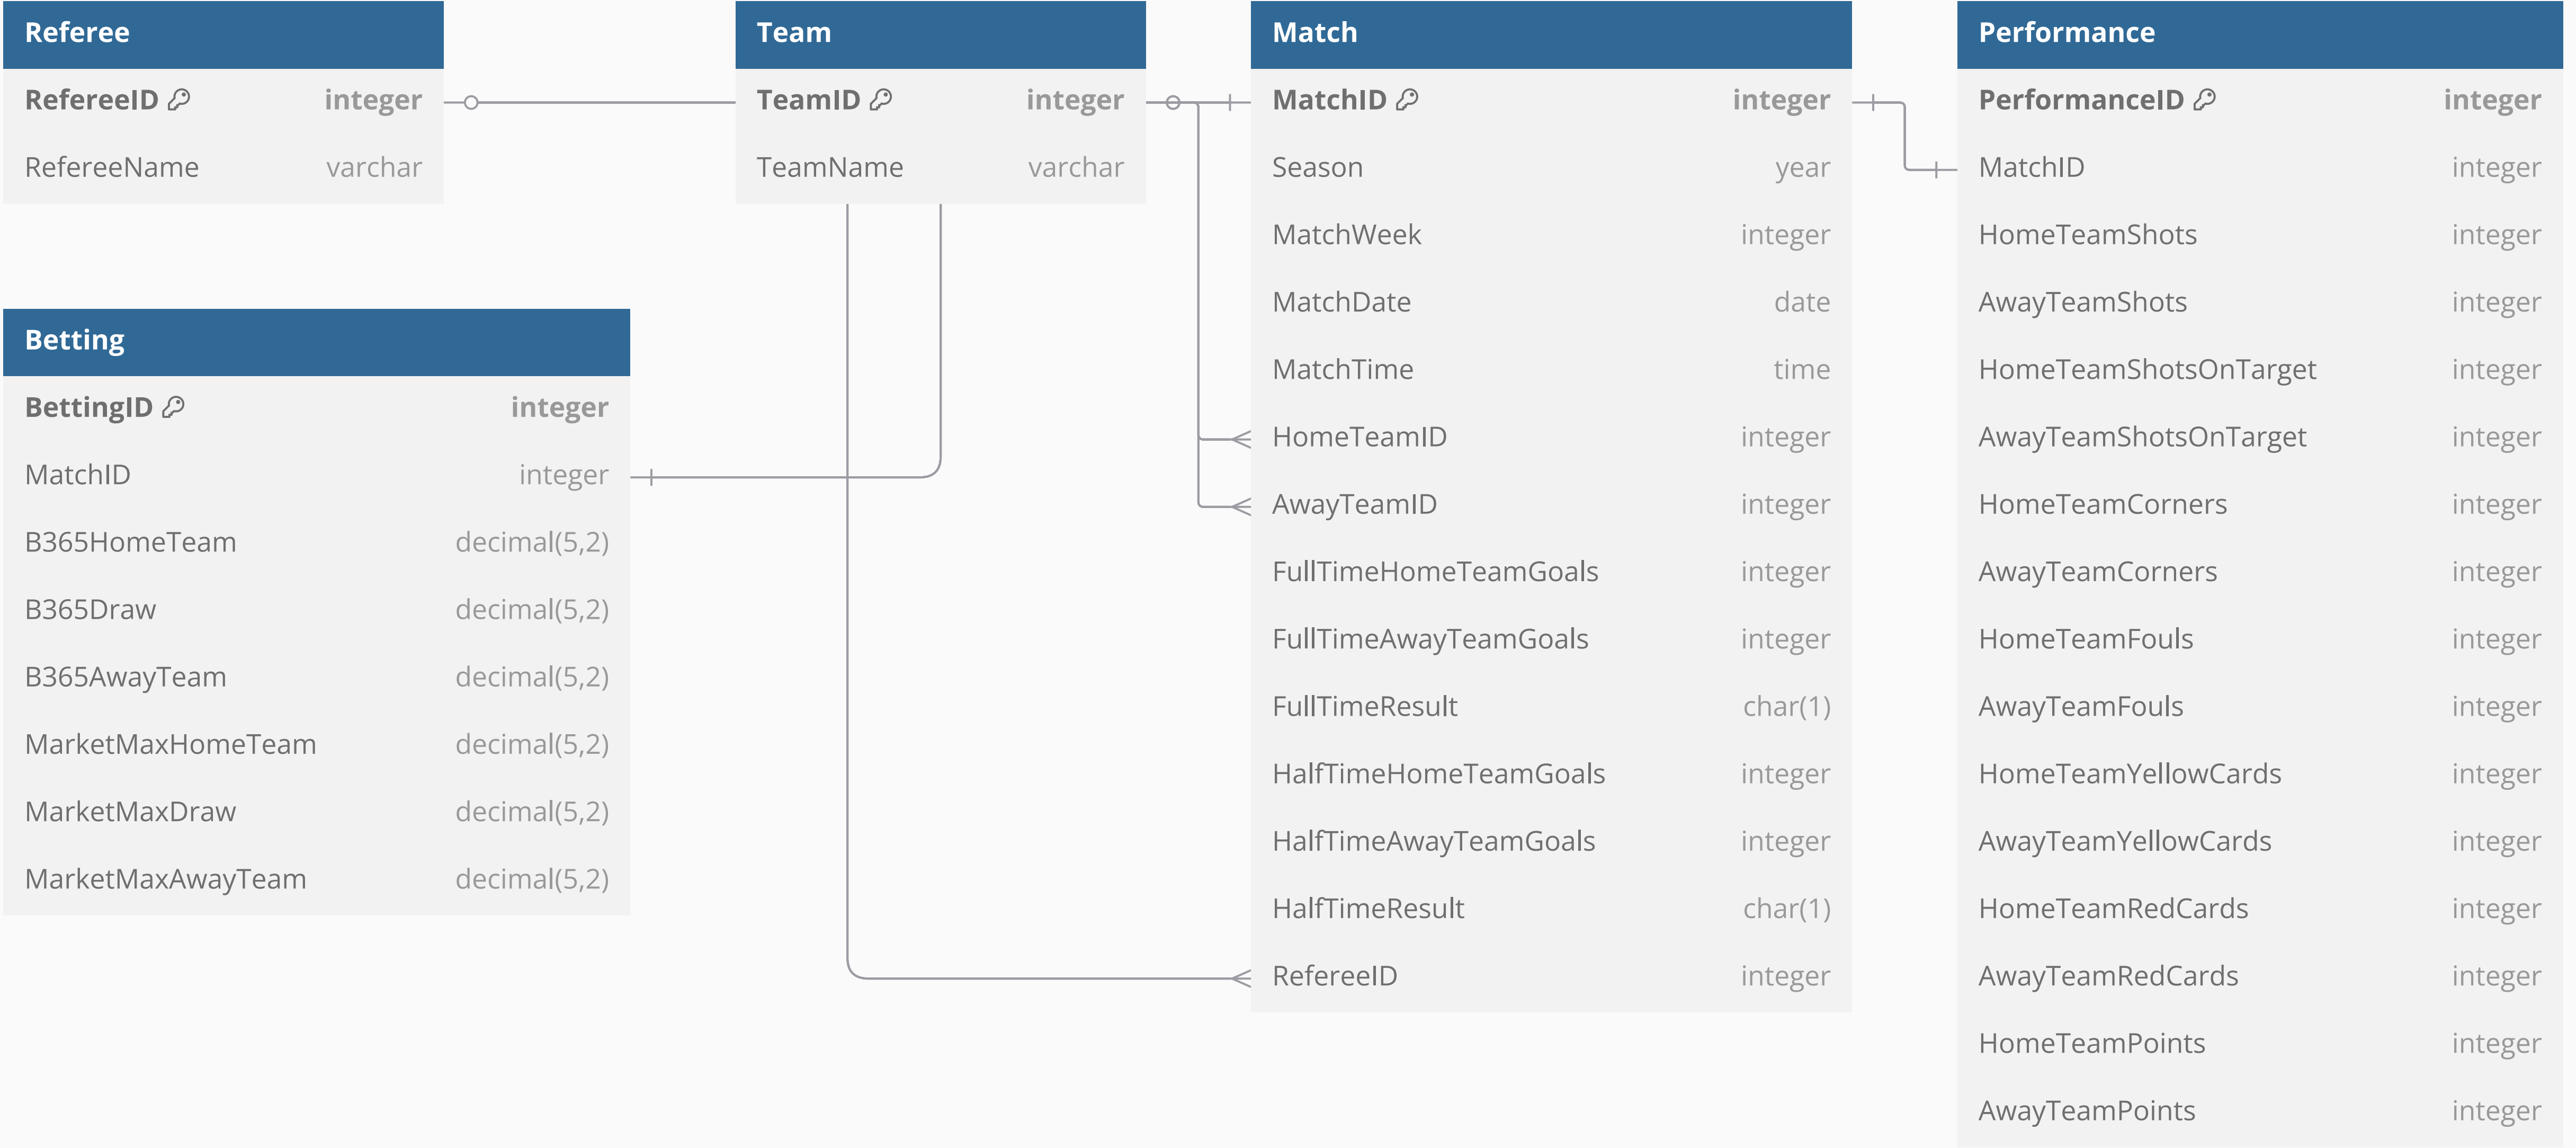 Referee
RefereeID integer
RefereeName varchar
Team
TeamID integer
TeamName varchar
Betting
BettingID integer
MatchID integer
B365HomeTeam decimal(5,2)
B365Draw decimal(5,2)
B365AwayTeam decimal(5,2)
MarketMaxHomeTeam decimal(5,2)
MarketMaxDraw decimal(5,2)
MarketMaxAwayTeam decimal(5,2)
Match
MatchID integer
Season year
MatchWeek integer
MatchDate date
MatchTime time
HomeTeamID integer
AwayTeamID integer
FullTimeHomeTeamGoals integer
FullTimeAwayTeamGoals integer
FullTimeResult char(1)
HalfTimeHomeTeamGoals integer
HalfTimeAwayTeamGoals integer
HalfTimeResult char(1)
RefereeID integer
Performance
PerformanceID integer
MatchID integer
HomeTeamShots integer
AwayTeamShots integer
HomeTeamShotsOnTarget integer
AwayTeamShotsOnTarget integer
HomeTeamCorners integer
AwayTeamCorners integer
HomeTeamFouls integer
AwayTeamFouls integer
HomeTeamYellowCards integer
AwayTeamYellowCards integer
HomeTeamRedCards integer
AwayTeamRedCards integer
HomeTeamPoints integer
AwayTeamPoints integer